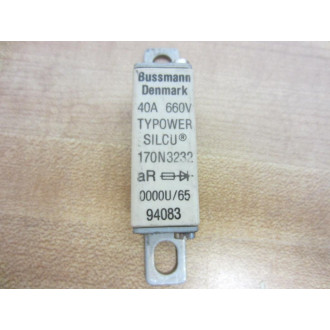 Bussmann
Denmark
40A 660V
TYPOWER
SILCU®
170N3232
aR
0000U/65
94083